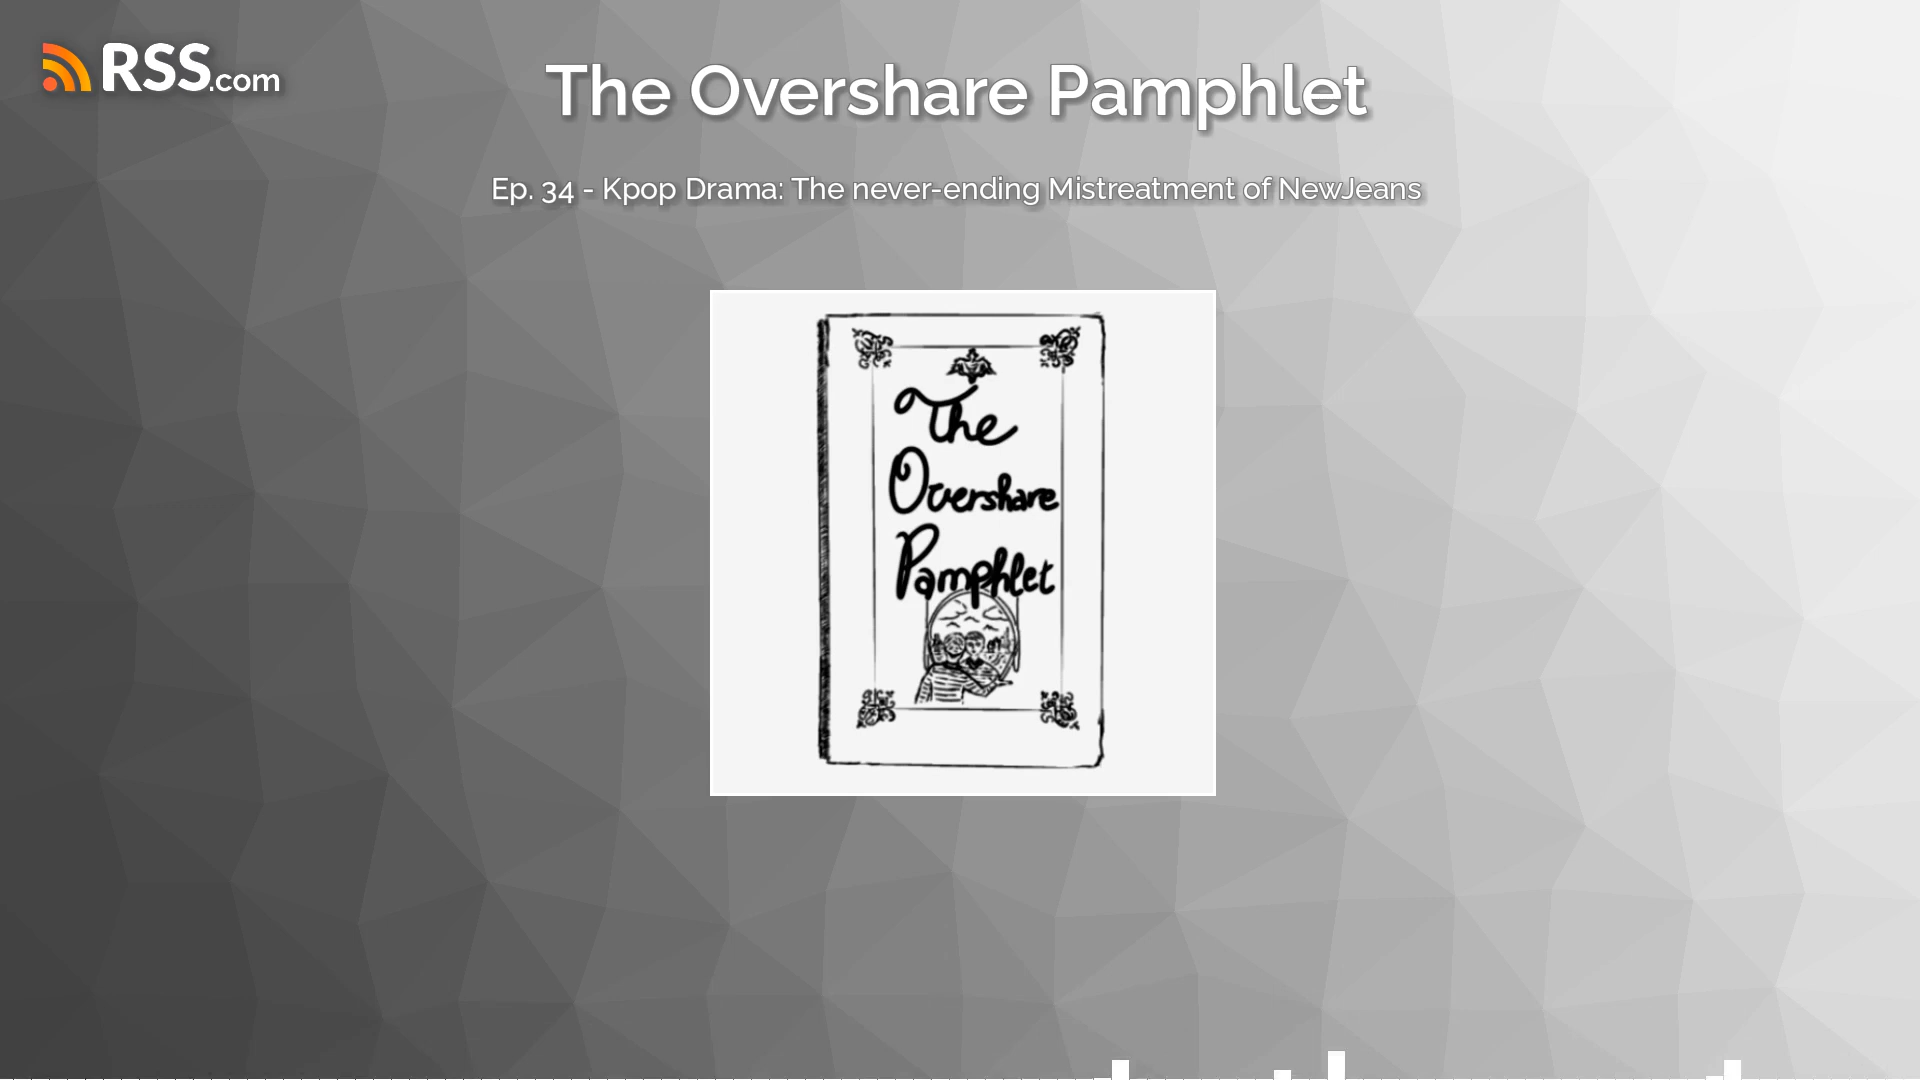 RSS.com
The Overshare Pamphlet
Ep. 34 - Kpop Drama: The never-ending Mistreatment of NewJeans
The
Overshare
Pamphlet